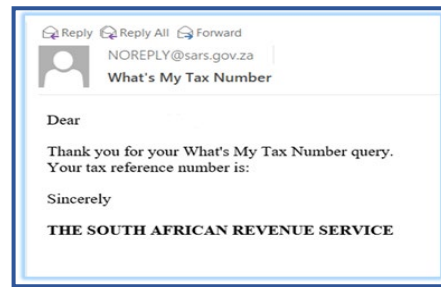 Reply Reply All Forward
NOREPLY@sars.gov.za
What's My Tax Number
Dear
Thank you for your What's My Tax Number query.
Your tax reference number is:
Sincerely
THE SOUTH AFRICAN REVENUE SERVICE